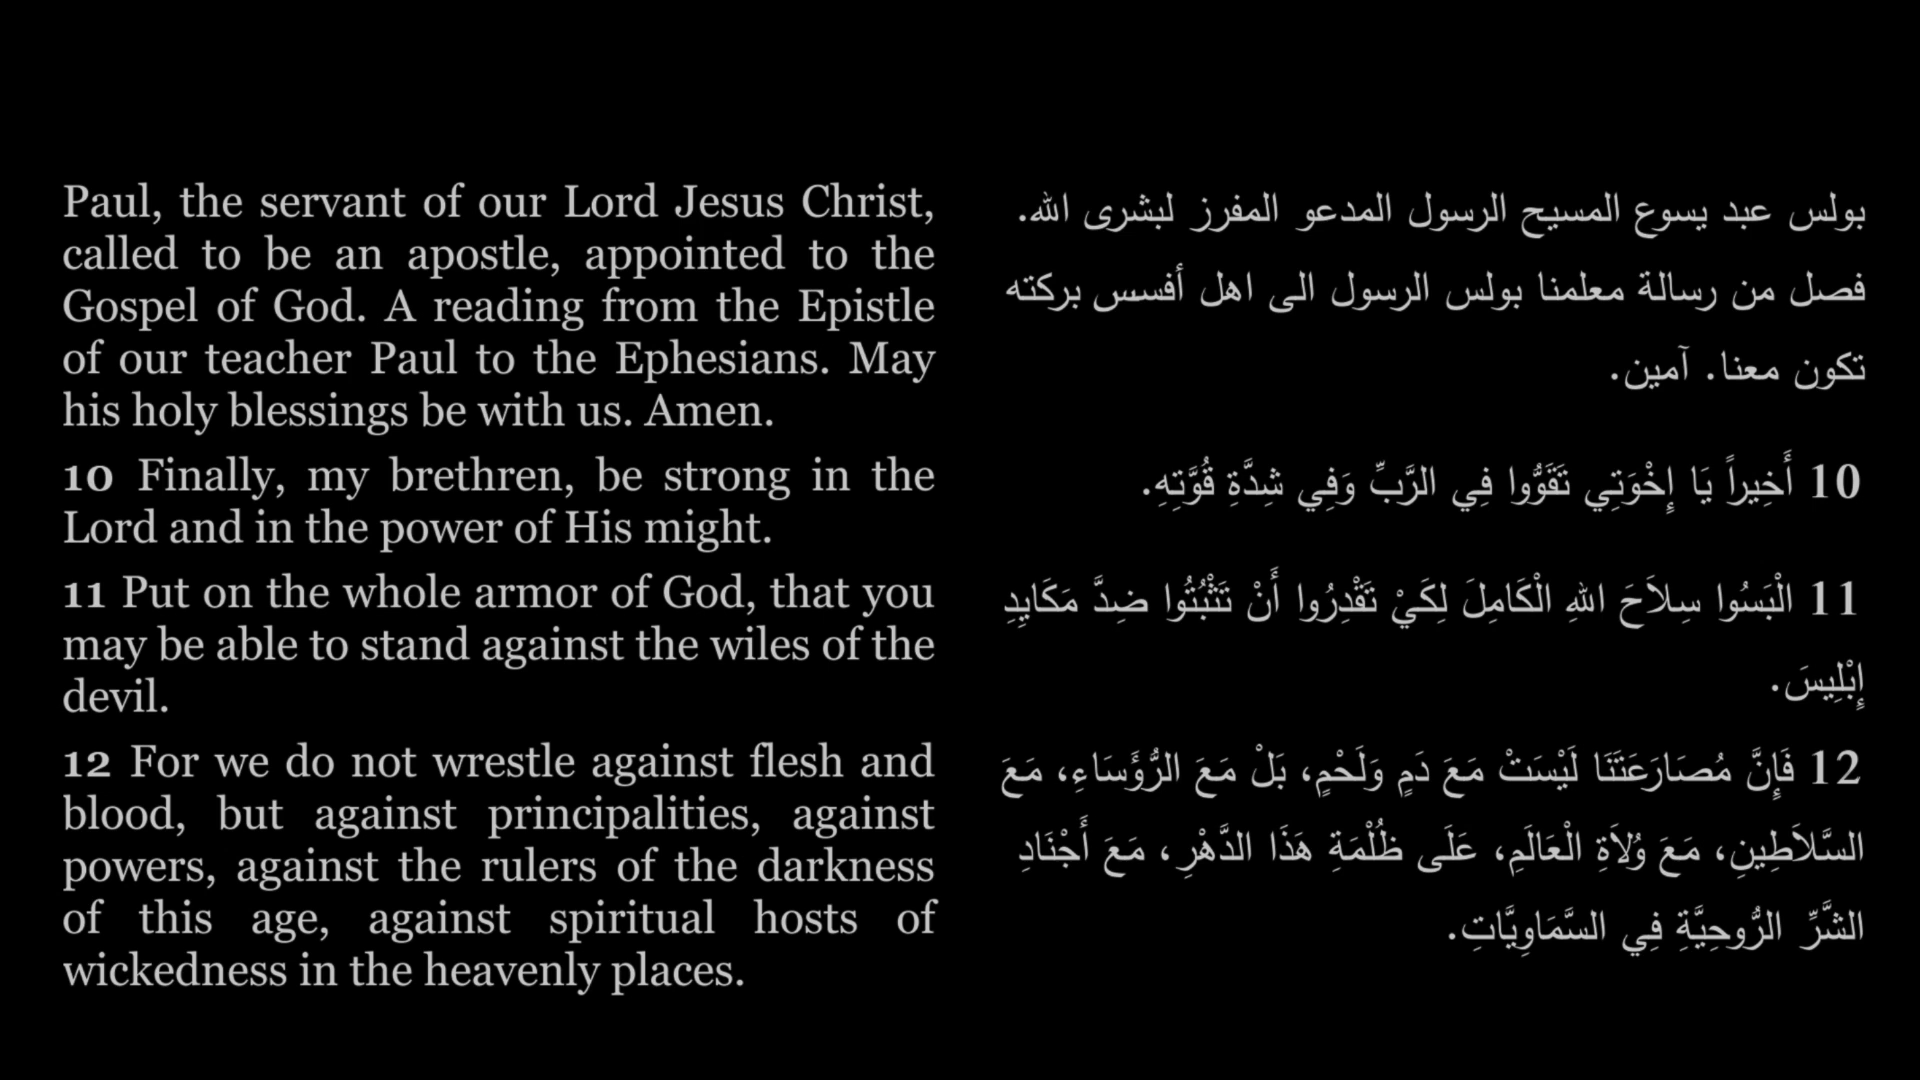 Paul, the servant of our Lord Jesus Christ,
called to be an apostle, appointed to the
Gospel of God. A reading from the Epistle
of our teacher Paul to the Ephesians. May
his holy blessings be with us. Amen.
10 Finally, my brethren, be strong in the
Lord and in the power of His might.
11 Put on the whole armor of God, that you
may be able to stand against the wiles of the
devil.
12 For we do not wrestle against flesh and
blood, but against principalities, against
powers, against the rulers of the darkness
of this age, against spiritual hosts of
wickedness in the heavenly places.
بولس عبد يسوع المسيح الرسول المدعو المفرز لبشرى الله.
فصل من رسالة معلمنا بولس الرسول الى اهل أفسس بركته
تكون معنا. آمين.
10 أَخِيراً يَا إِخْوَتِي تَقَوُّوا فِي الرَّبِّ وَفِي شِدَّةِ قُوَّتِهِ.
11 الْبَسُوا سِلاَحَ اللهِ الْكَامِلَ لِكَيْ تَقْدِرُوا أَنْ تَثْبُتُوا ضِدَّ مَكَايِدِ
إِبْلِيسَ.
12 فَإِنَّ مُصَارَعَتَنَا لَيْسَتْ مَعَ دَمٍ وَلَحْمٍ، بَلْ مَعَ الرُّؤَسَاءِ، مَعَ
السَّلاَطِينِ، مَعَ وُلاَةِ الْعَالَمِ، عَلَى ظُلْمَةِ هَذَا الدَّهْرِ، مَعَ أَجْنَادِ
الشَّرِّ الرُّوحِيَّةِ فِي السَّمَاوِيَّاتِ.